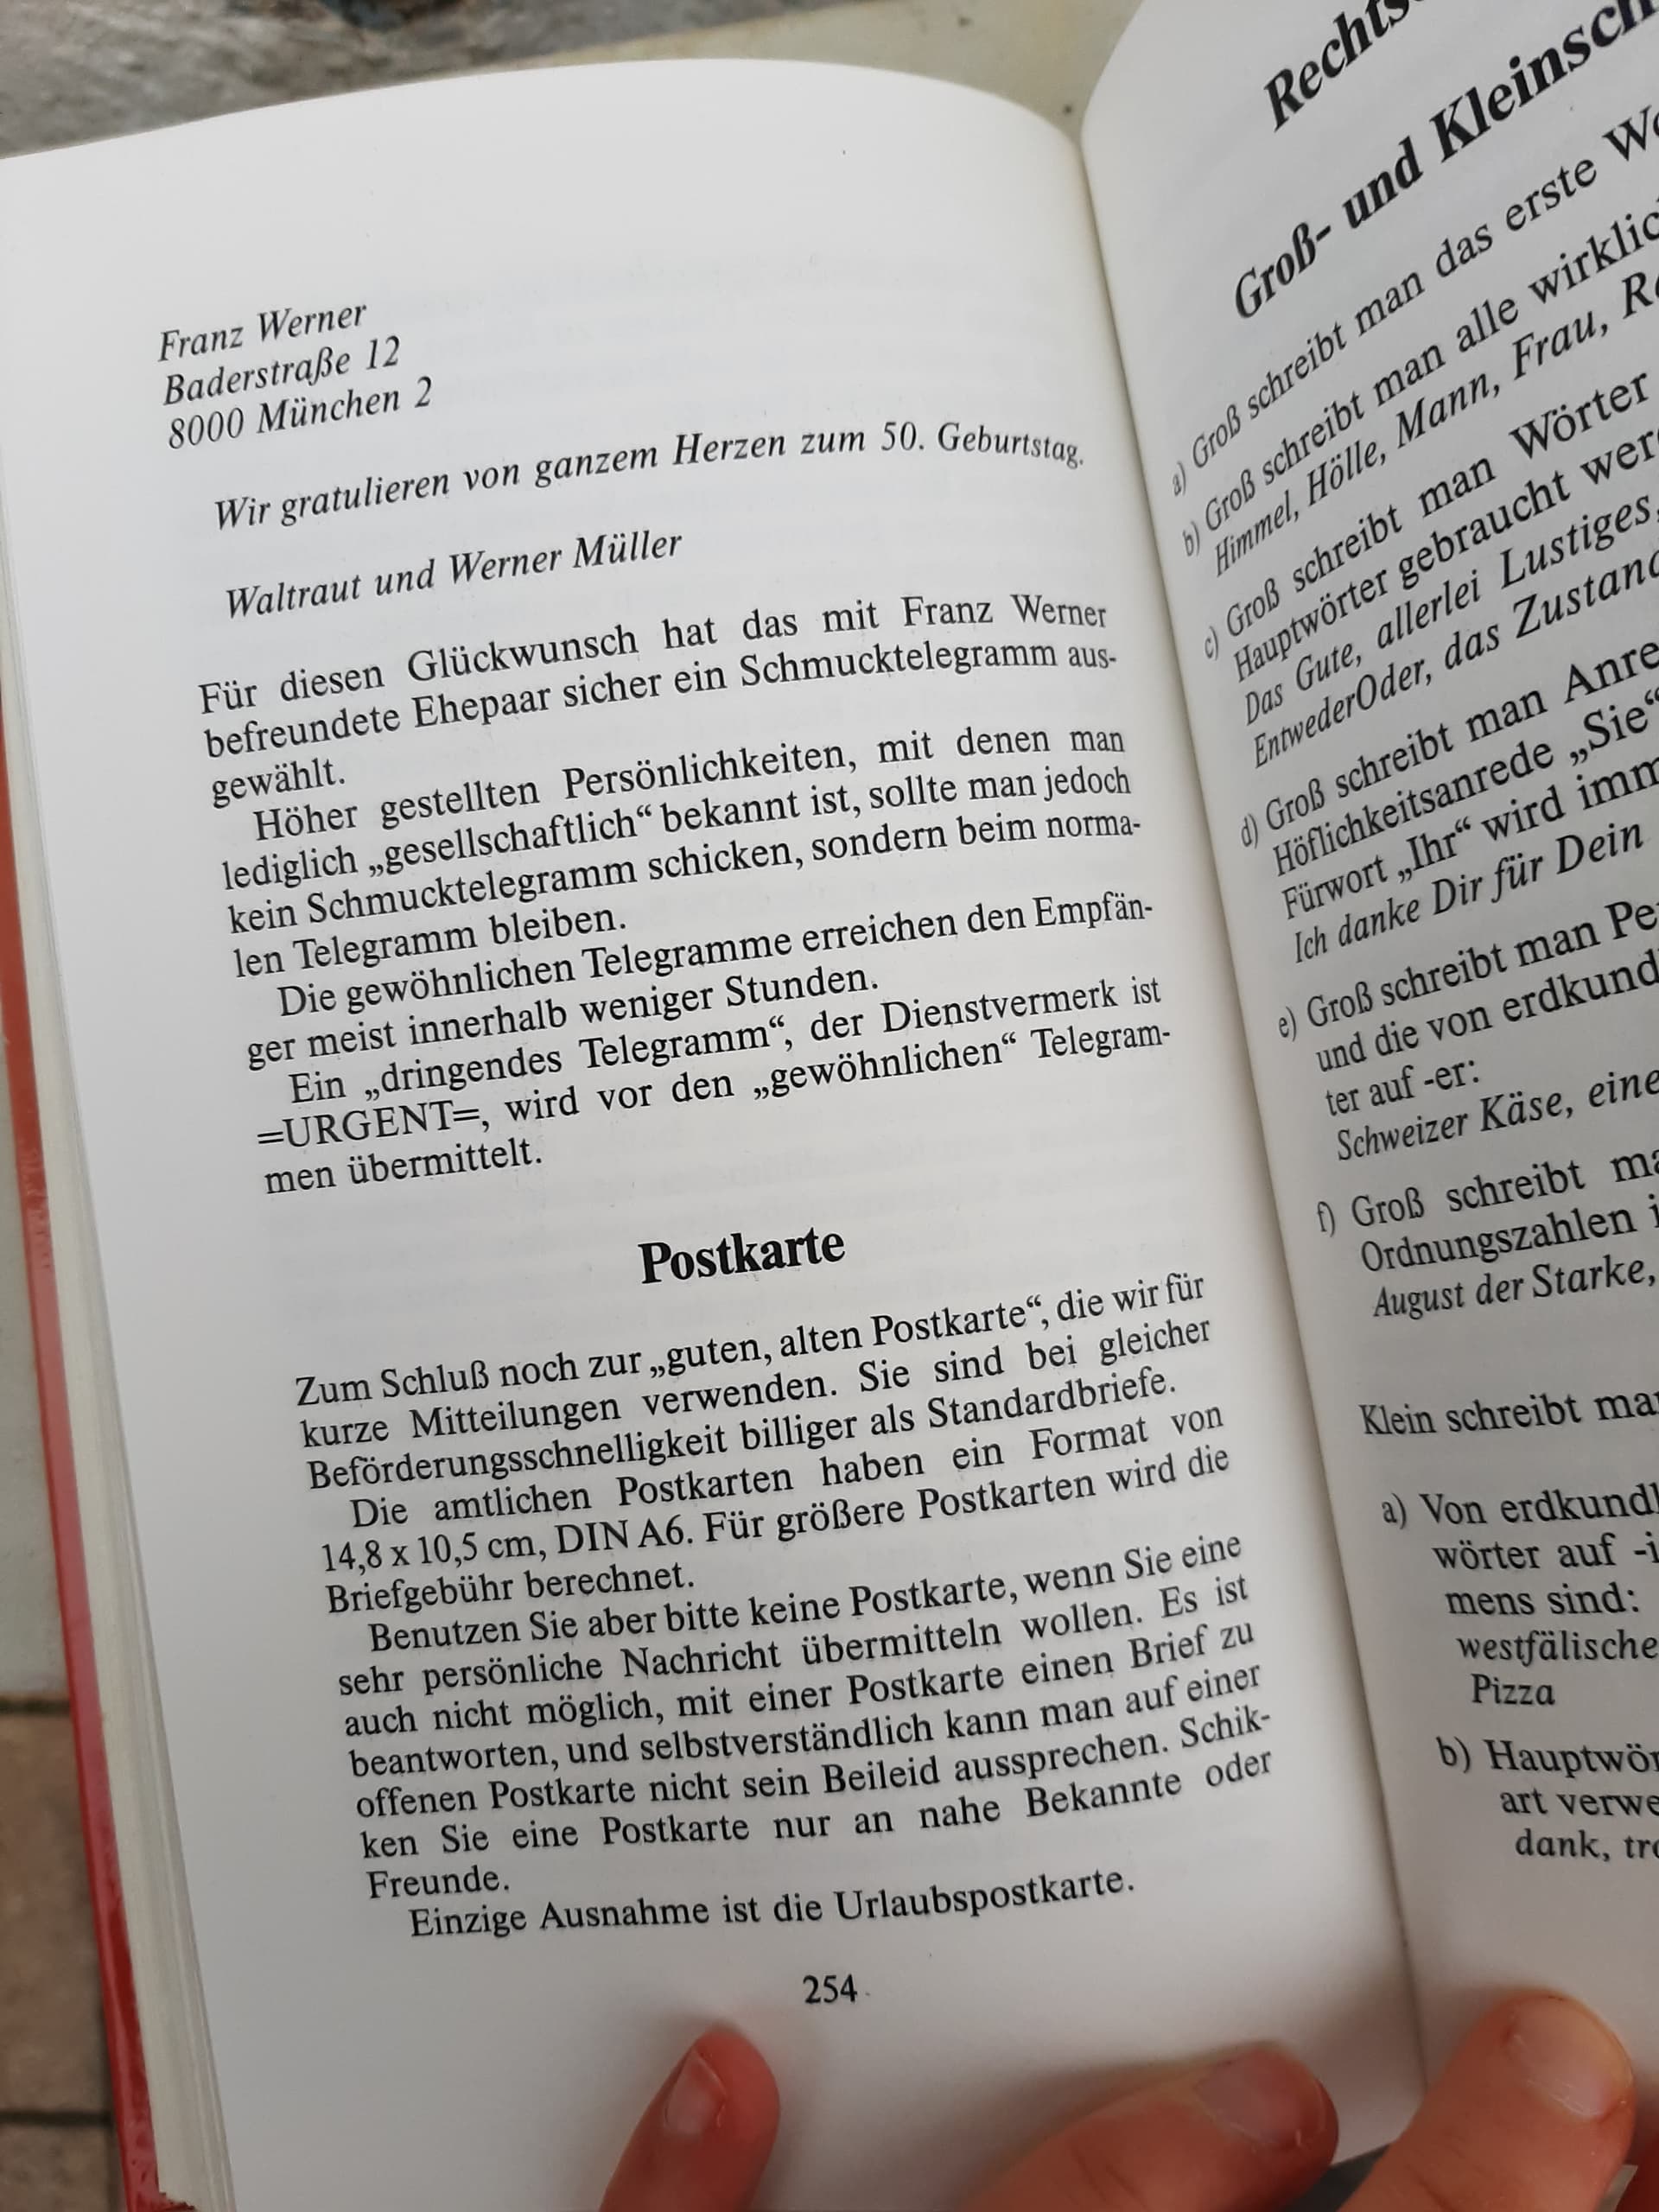 Franz Werner
Baderstraße 12
8000 München 2
Wir gratulieren von ganzem Herzen zum 50. Geburtstag.
Waltraut und Werner Müller
Für diesen Glückwunsch hat das mit Franz Werner
befreundete Ehepaar sicher ein Schmucktelegramm aus-
gewählt.
Höher gestellten Persönlichkeiten, mit denen man
lediglich „gesellschaftlich“ bekannt ist, sollte man jedoch
kein Schmucktelegramm schicken, sondern beim norma-
len Telegramm bleiben.
Die gewöhnlichen Telegramme erreichen den Empfän-
ger meist innerhalb weniger Stunden.
Ein „dringendes Telegramm“, der Dienstvermerk ist
=URGENT=, wird vor den „gewöhnlichen“ Telegram-
men übermittelt.
Postkarte
Zum Schluß noch zur „guten, alten Postkarte“, die wir für
kurze Mitteilungen verwenden. Sie sind bei gleicher
Beförderungsschnelligkeit billiger als Standardbriefe.
Die amtlichen Postkarten haben ein Format von
14,8 x 10,5 cm, DIN A6. Für größere Postkarten wird die
Briefgebühr berechnet.
Benutzen Sie aber bitte keine Postkarte, wenn Sie eine
sehr persönliche Nachricht übermitteln wollen. Es ist
auch nicht möglich, mit einer Postkarte einen Brief zu
beantworten, und selbstverständlich kann man auf einer
offenen Postkarte nicht sein Beileid aussprechen. Schik-
ken Sie eine Postkarte nur an nahe Bekannte oder
Freunde.
Einzige Ausnahme ist die Urlaubspostkarte.
254
Groß- und
a) Groß schreibt man das erste
b) Groß schreibt man alle
Himmel, Hölle, Mann, Frau,
c) Groß schreibt man Wörter
Hauptwörter gebraucht
Das Gute, allerlei Lustiges,
EntwederOder, das
d) Groß schreibt man
Höflichkeitsanrede „Sie“
Fürwort „Ihr“ wird
Ich danke Dir für Dein
e) Groß schreibt man
und die von
ter auf -er:
Schweizer Käse, eine
f) Groß schreibt
Ordnungszahlen
August der Starke,
Klein schreibt
a) Von
wörter auf
mens sind:
westfälische
Pizza
b)
art
dank,